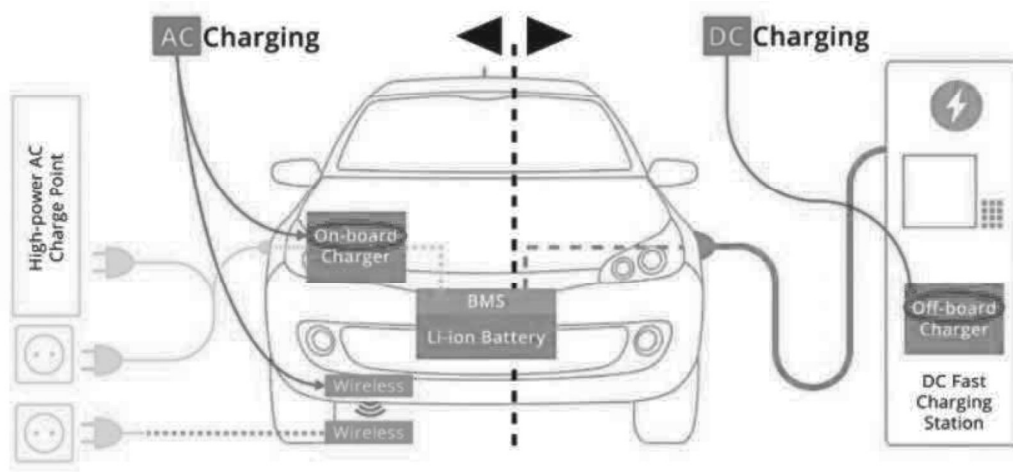 AC Charging
DC Charging
High-power AC
Charge Point
On-board
Charger
BMS
Li-ion Battery
Wireless
Wireless
Off-board
Charger
DC Fast
Charging
Station